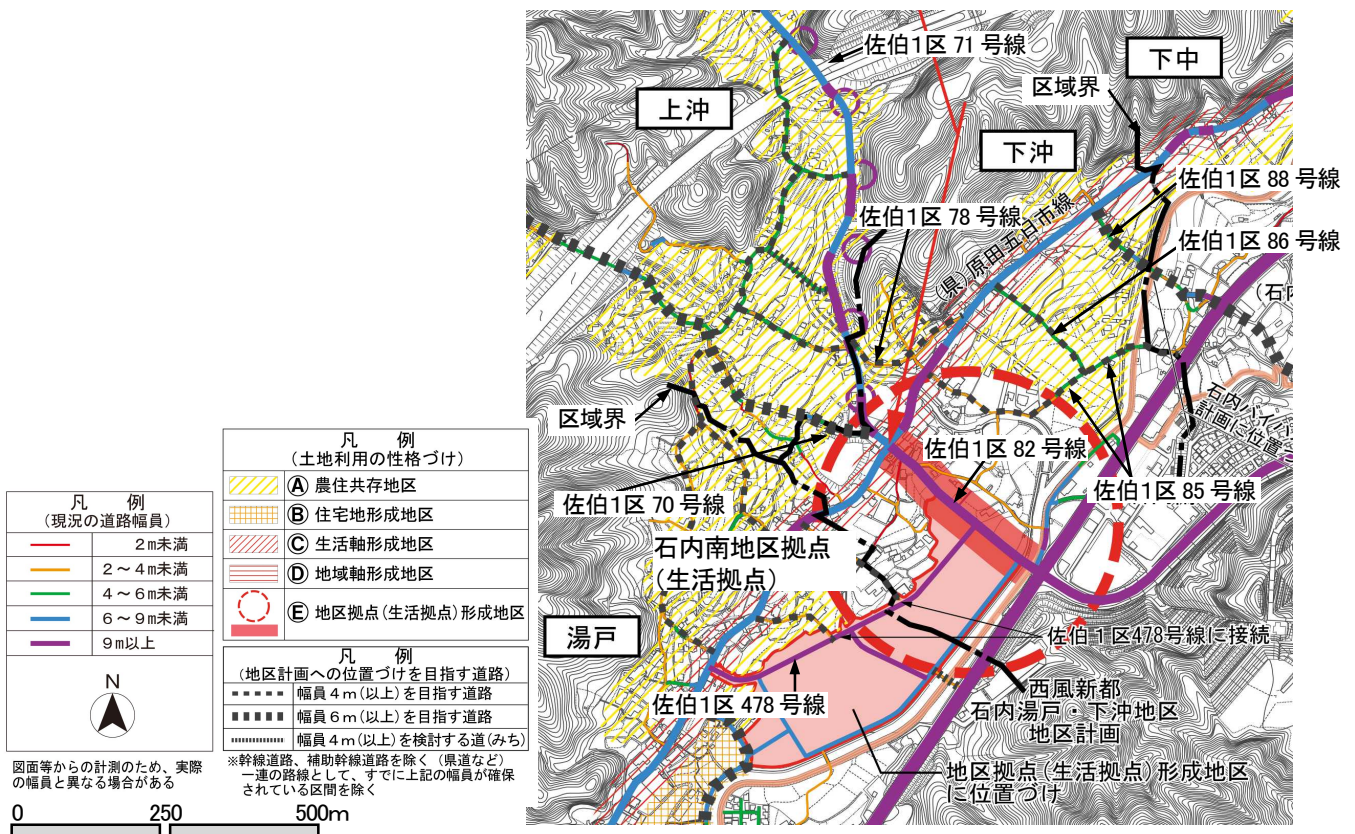 佐伯1区 71 号線
下中
区域界
上沖
下沖
佐伯1区 88 号線
佐伯1区 78 号線
(県)原田五日市線
佐伯1区 86 号線
(石内
石内バイパ
計画に位置
区域界
佐伯1区 82 号線
佐伯1区 85 号線
佐伯1区 70 号線
石内南地区拠点
(生活拠点)
湯戸
佐伯1区478号線に接続
佐伯1区 478 号線
西風新都
石内湯戸・下沖地区
地区計画
地区拠点(生活拠点)形成地区
に位置づけ
凡 例
(現況の道路幅員)
2m未満
2～4m未満
4～6m未満
6～9m未満
9m以上
N
図面等からの計測のため、実際
の幅員と異なる場合がある
0 250 500m
凡 例
(土地利用の性格づけ)
Ⓐ 農住共存地区
Ⓑ 住宅地形成地区
Ⓒ 生活軸形成地区
Ⓓ 地域軸形成地区
Ⓔ 地区拠点(生活拠点)形成地区
凡 例
(地区計画への位置づけを目指す道路)
幅員4m(以上)を目指す道路
幅員6m(以上)を目指す道路
幅員4m(以上)を検討する道(みち)
※幹線道路、補助幹線道路を除く(県道など)
一連の路線として、すでに上記の幅員が確保
されている区間を除く